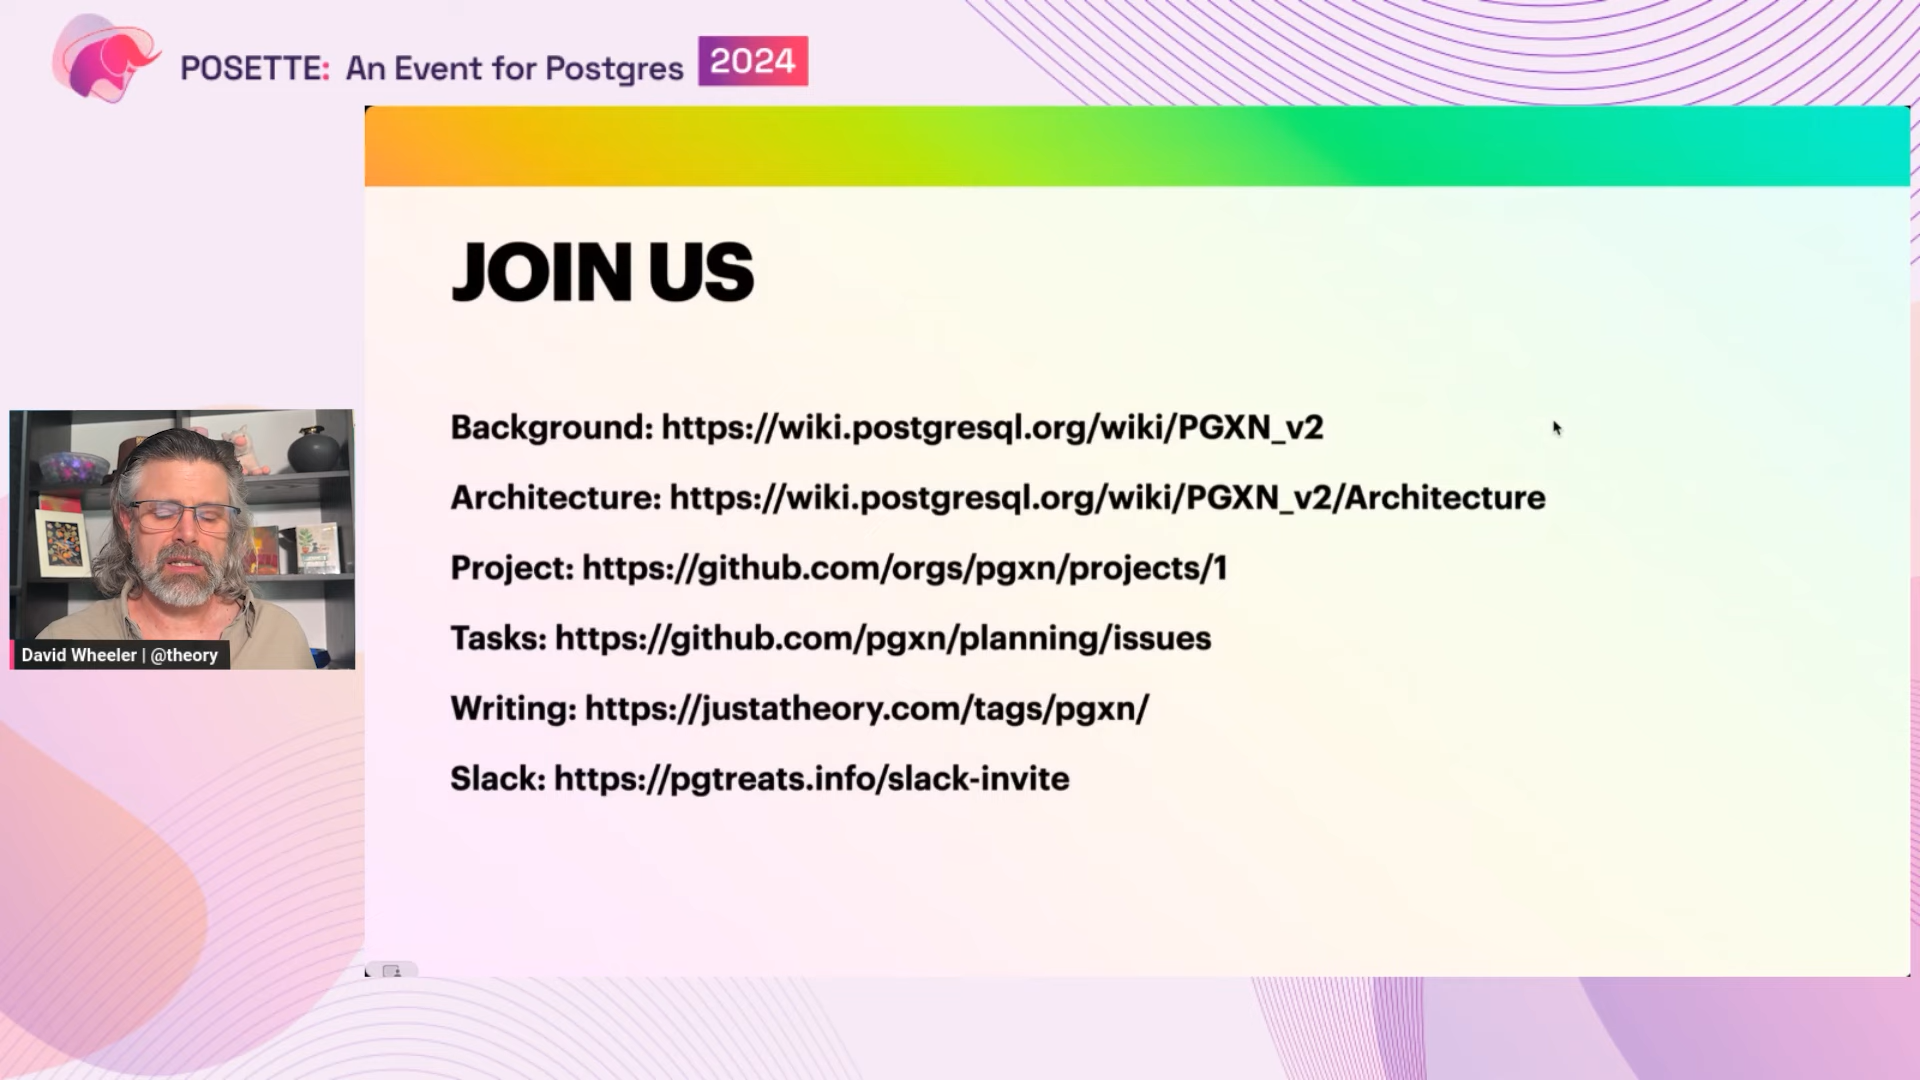 POSETTE: An Event for Postgres 2024
JOIN US
Background: https://wiki.postgresql.org/wiki/PGXN_v2
Architecture: https://wiki.postgresql.org/wiki/PGXN_v2/Architecture
Project: https://github.com/orgs/pgxn/projects/1
Tasks: https://github.com/pgxn/planning/issues
Writing: https://justatheory.com/tags/pgxn/
Slack: https://pgtreats.info/slack-invite
David Wheeler | @theory